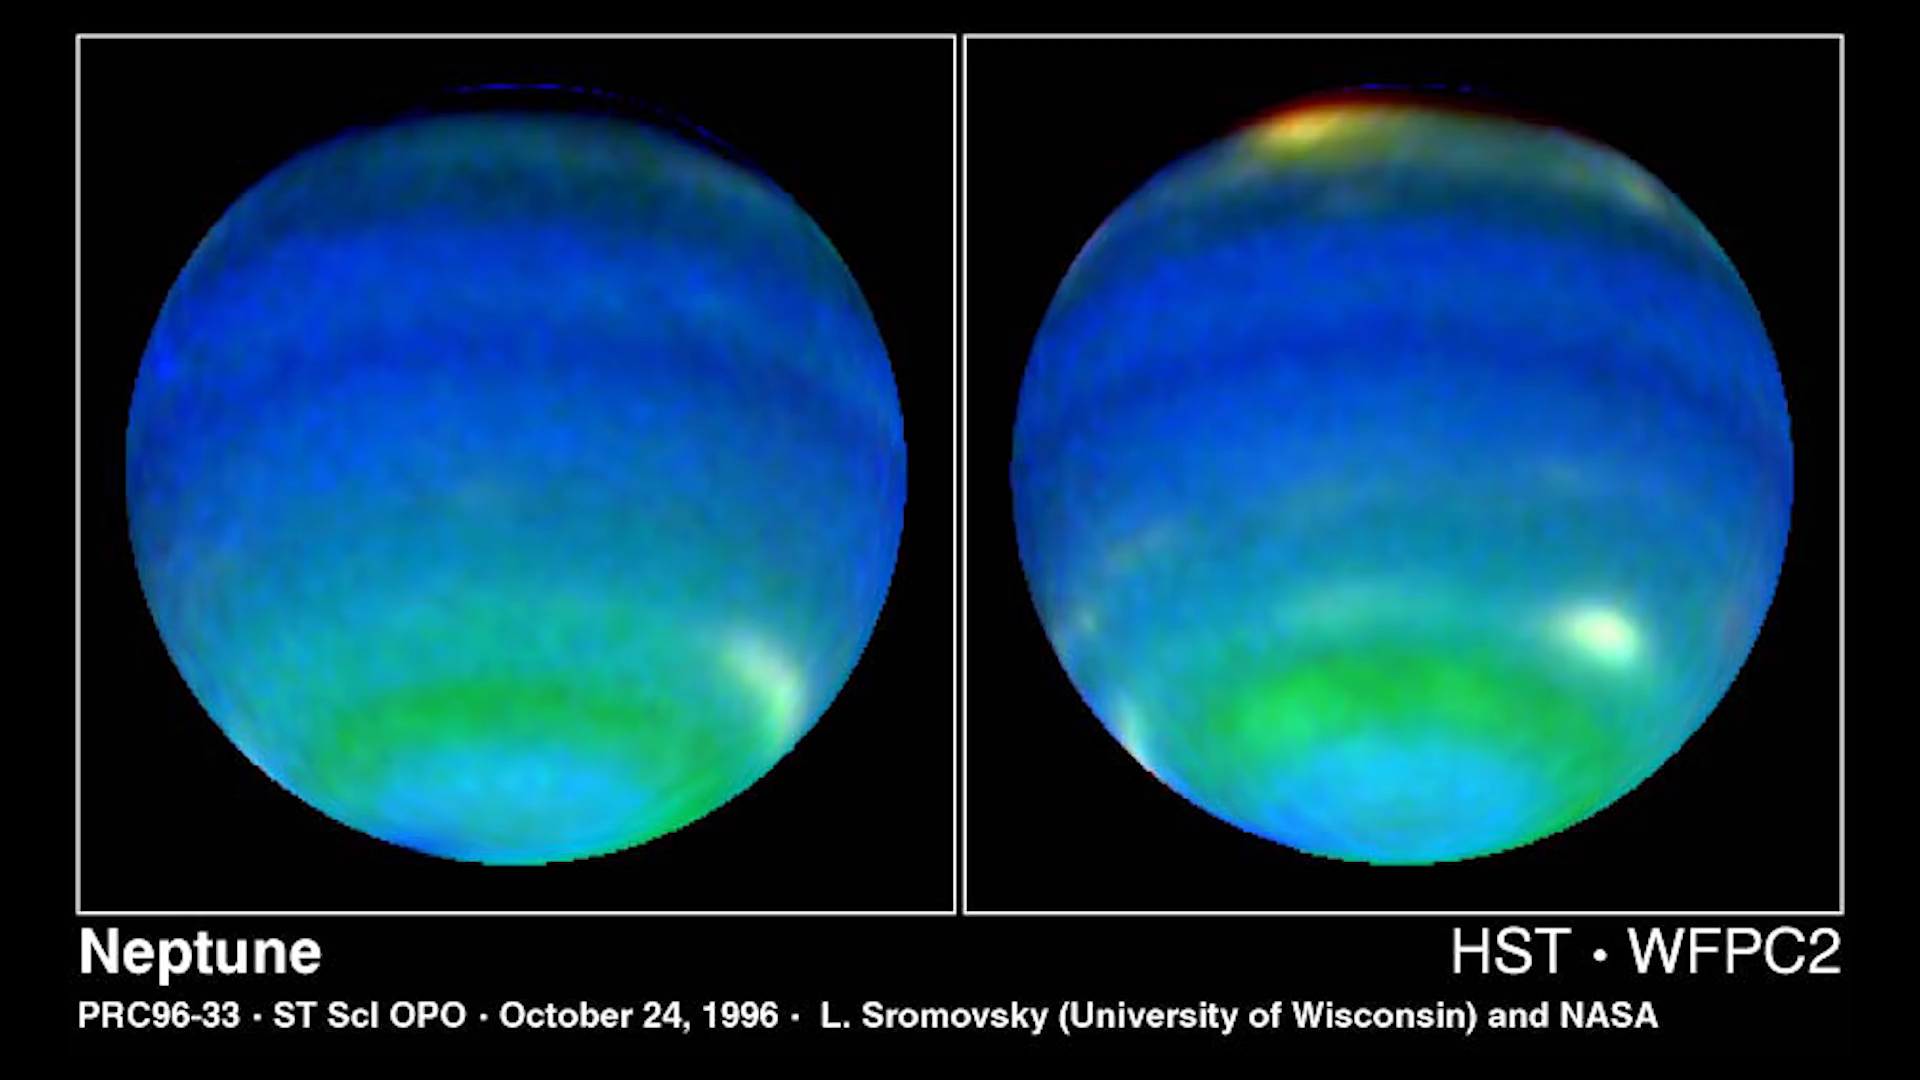 Neptune
HST • WFPC2
PRC96-33 · ST ScI OPO · October 24, 1996 · L. Sromovsky (University of Wisconsin) and NASA